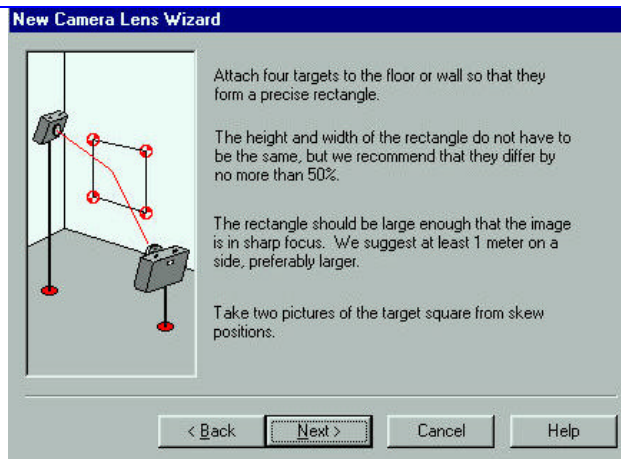 New Camera Lens Wizard
Attach four targets to the floor or wall so that they
form a precise rectangle.
The height and width of the rectangle do not have to
be the same, but we recommend that they differ by
no more than 50%.
The rectangle should be large enough that the image
is in sharp focus.  We suggest at least 1 meter on a
side, preferably larger.
Take two pictures of the target square from skew
positions.
< Back
Next >
Cancel
Help